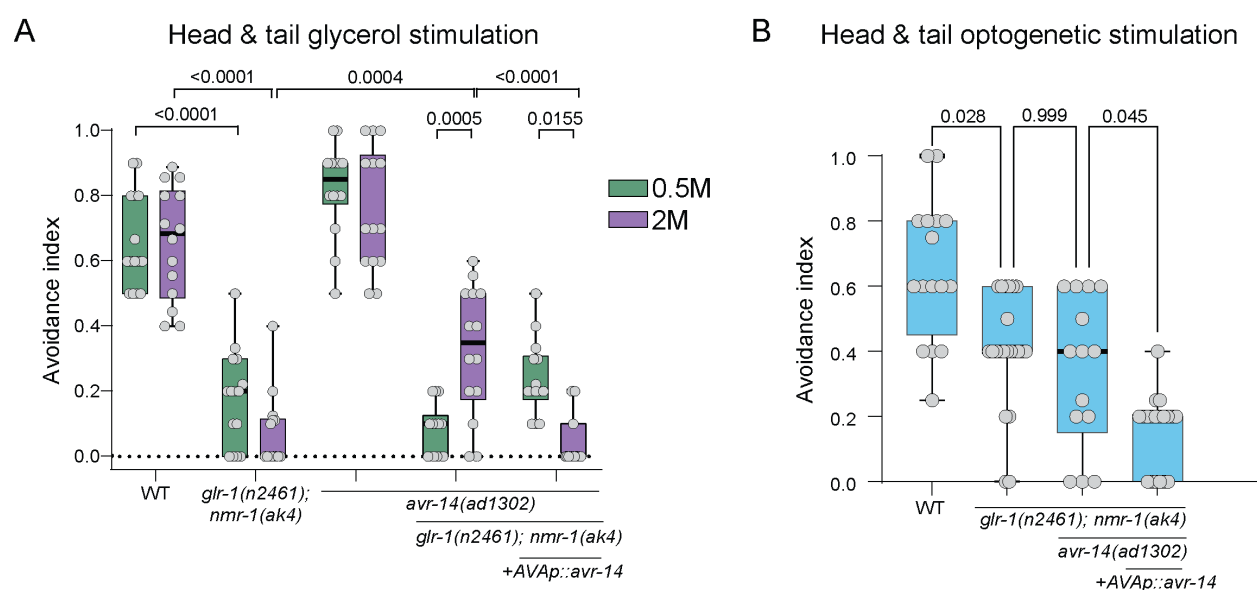 A
Head & tail glycerol stimulation
<0.0001
0.0004
<0.0001
<0.0001
0.0005
0.0155
Avoidance index
1.0
0.8
0.6
0.4
0.2
0.0
0.5M
2M
WT
glr-1(n2461);
nmr-1(ak4)
avr-14(ad1302)
glr-1(n2461); nmr-1(ak4)
+AVAp::avr-14
B
Head & tail optogenetic stimulation
0.028
0.999
0.045
Avoidance index
1.0
0.8
0.6
0.4
0.2
0.0
WT
glr-1(n2461); nmr-1(ak4)
avr-14(ad1302)
+AVAp::avr-14